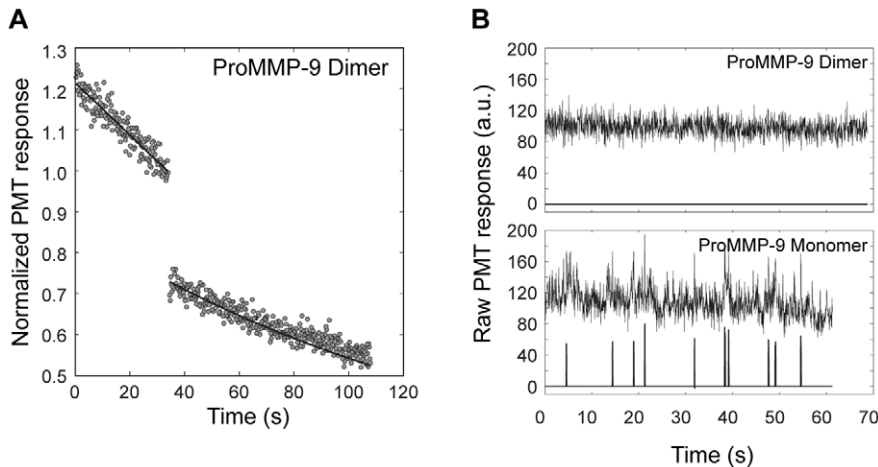 A
ProMMP-9 Dimer
Normalized PMT response
1.3
1.2
1.1
1.0
0.9
0.8
0.7
0.6
0.5
0 20 40 60 80 100 120
Time (s)
B
ProMMP-9 Dimer
200
160
120
80
40
0
ProMMP-9 Monomer
200
160
120
80
40
0
Raw PMT response (a.u.)
0 10 20 30 40 50 60 70
Time (s)